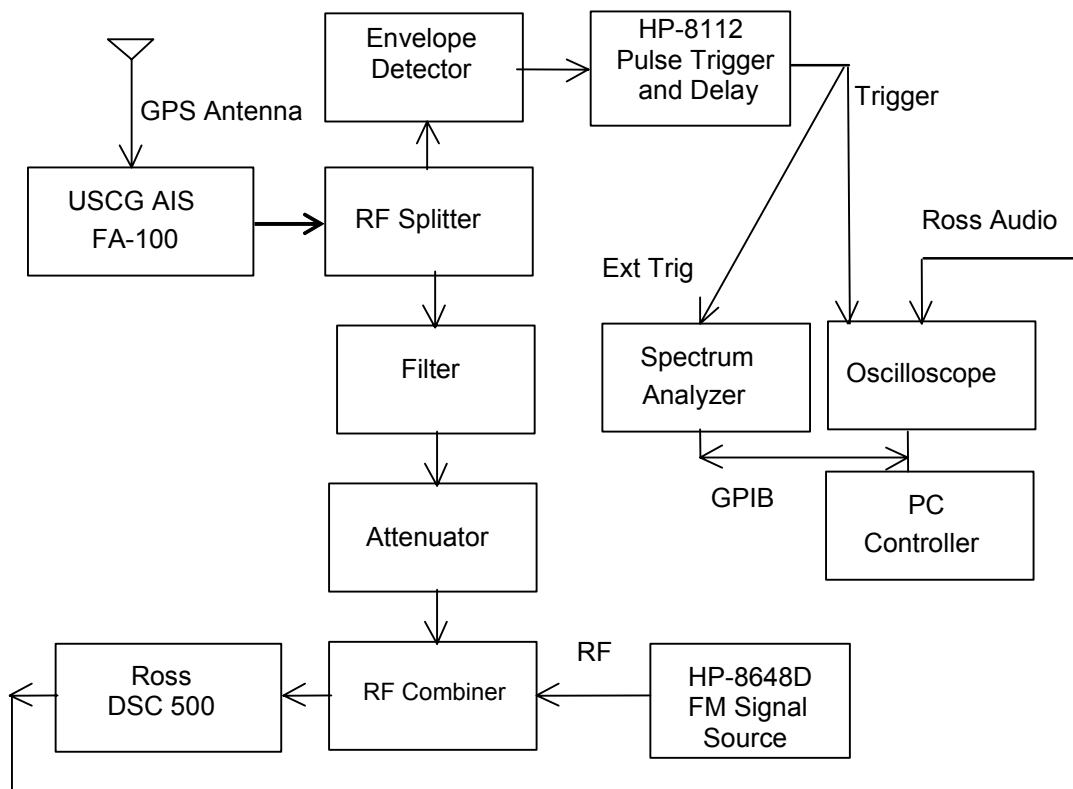 Envelope
Detector
HP-8112
Pulse Trigger
and Delay
GPS Antenna
Trigger
USCG AIS
FA-100
RF Splitter
Ross Audio
Ext Trig
Filter
Spectrum
Analyzer
Oscilloscope
GPIB
PC
Controller
Attenuator
Ross
DSC 500
RF Combiner
RF
HP-8648D
FM Signal
Source